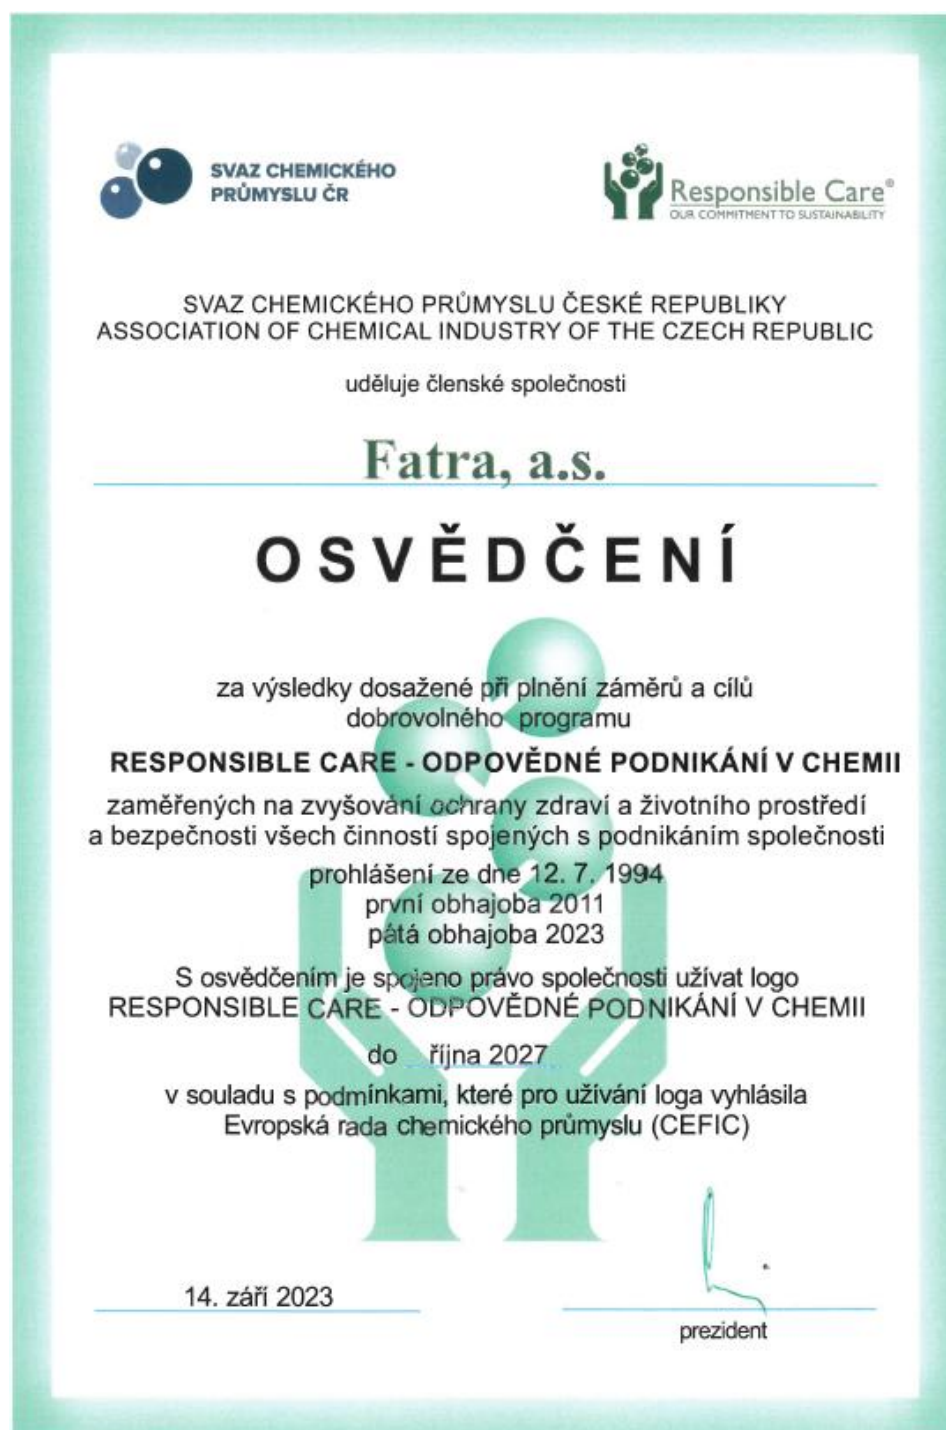 SVAZ CHEMICKÉHO
PRŮMYSLU ČR
Responsible Care®
OUR COMMITMENT TO SUSTAINABILITY
SVAZ CHEMICKÉHO PRŮMYSLU ČESKÉ REPUBLIKY
ASSOCIATION OF CHEMICAL INDUSTRY OF THE CZECH REPUBLIC
uděluje členské společnosti
Fatra, a.s.
OSVĚDČENÍ
za výsledky dosažené při plnění záměrů a cílů
dobrovolného programu
RESPONSIBLE CARE - ODPOVĚDNÉ PODNIKÁNÍ V CHEMII
zaměřených na zvyšování ochrany zdraví a životního prostředí
a bezpečnosti všech činností spojených s podnikáním společnosti
prohlášení ze dne 12. 7. 1994
první obhajoba 2011
pátá obhajoba 2023
S osvědčením je spojeno právo společnosti užívat logo
RESPONSIBLE CARE - ODPOVĚDNÉ PODNIKÁNÍ V CHEMII
do října 2027
v souladu s podmínkami, které pro užívání loga vyhlásila
Evropská rada chemického průmyslu (CEFIC)
14. září 2023
prezident